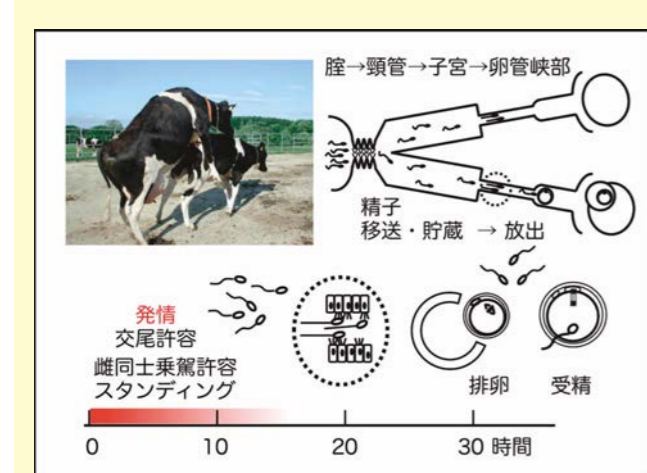 腟→頸管→子宮→卵管峡部
精子
移送・貯蔵 → 放出
発情
交尾許容
雌同士乗駕許容
スタンディング
排卵
受精
0 10 20 30 時間